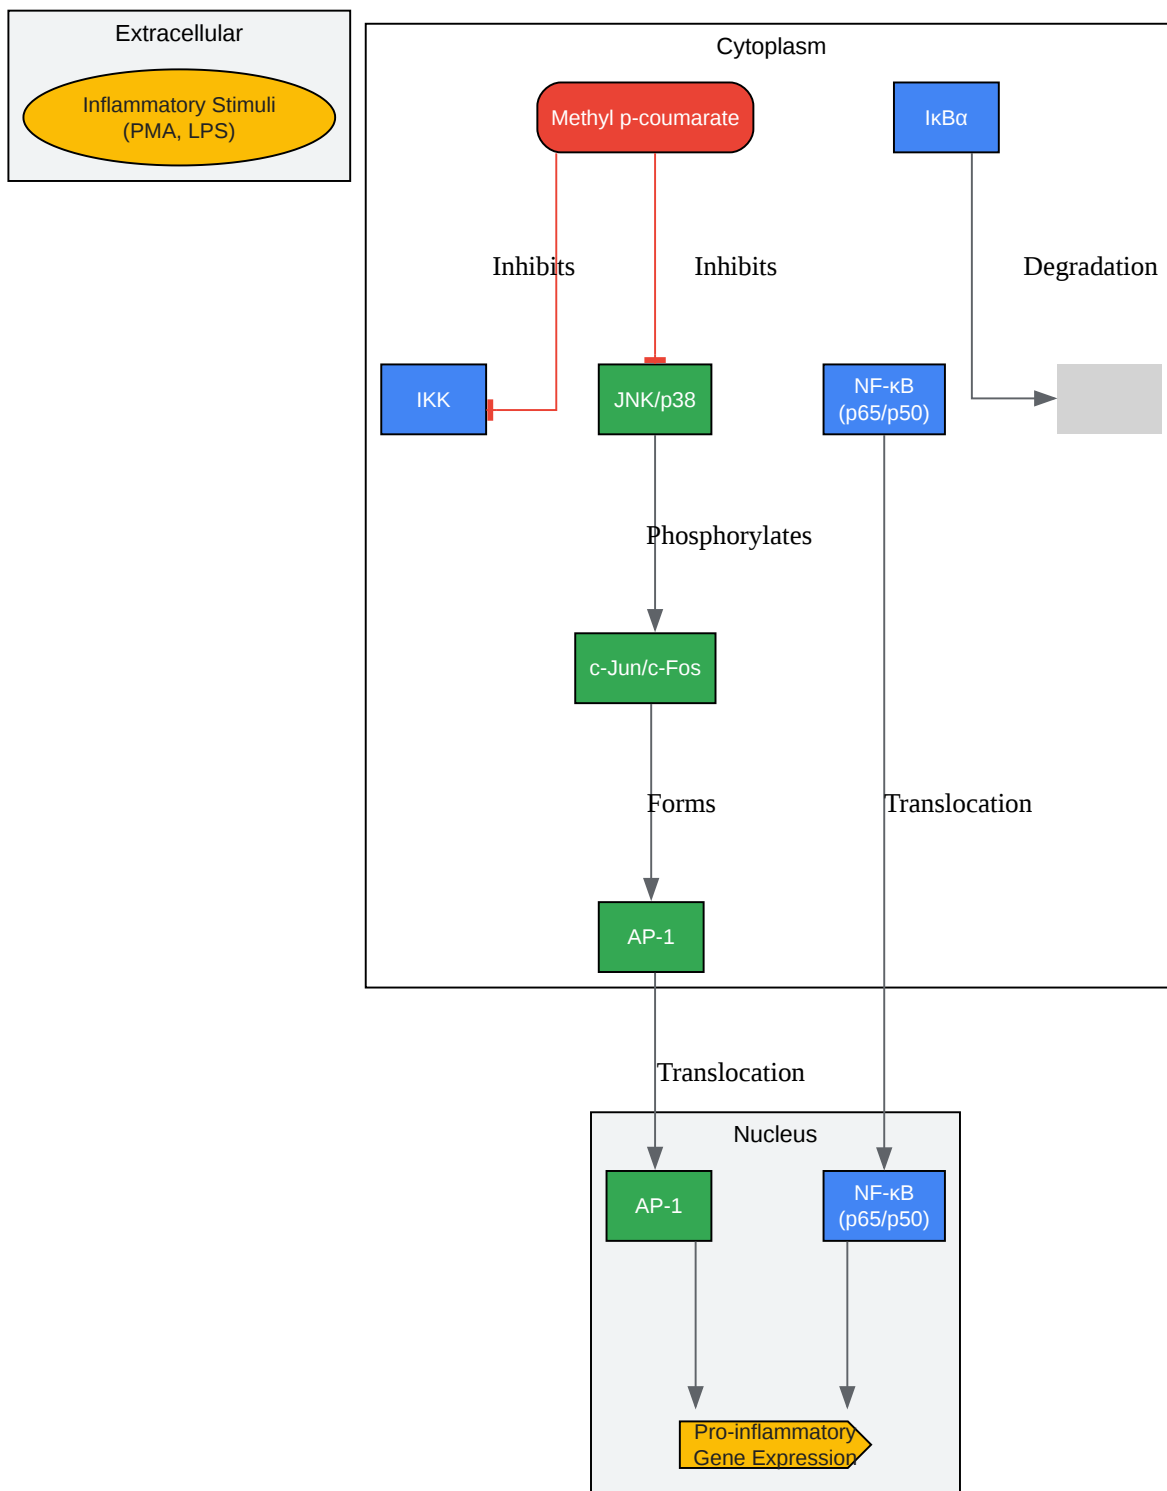 Extracellular
Inflammatory Stimuli
(PMA, LPS)
Cytoplasm
Methyl p-coumarate
IκBα
Inhibits
Inhibits
Degradation
IKK
JNK/p38
NF-κB
(p65/p50)
Phosphorylates
c-Jun/c-Fos
Forms
Translocation
AP-1
Translocation
Nucleus
AP-1
NF-κB
(p65/p50)
Pro-inflammatory
Gene Expression